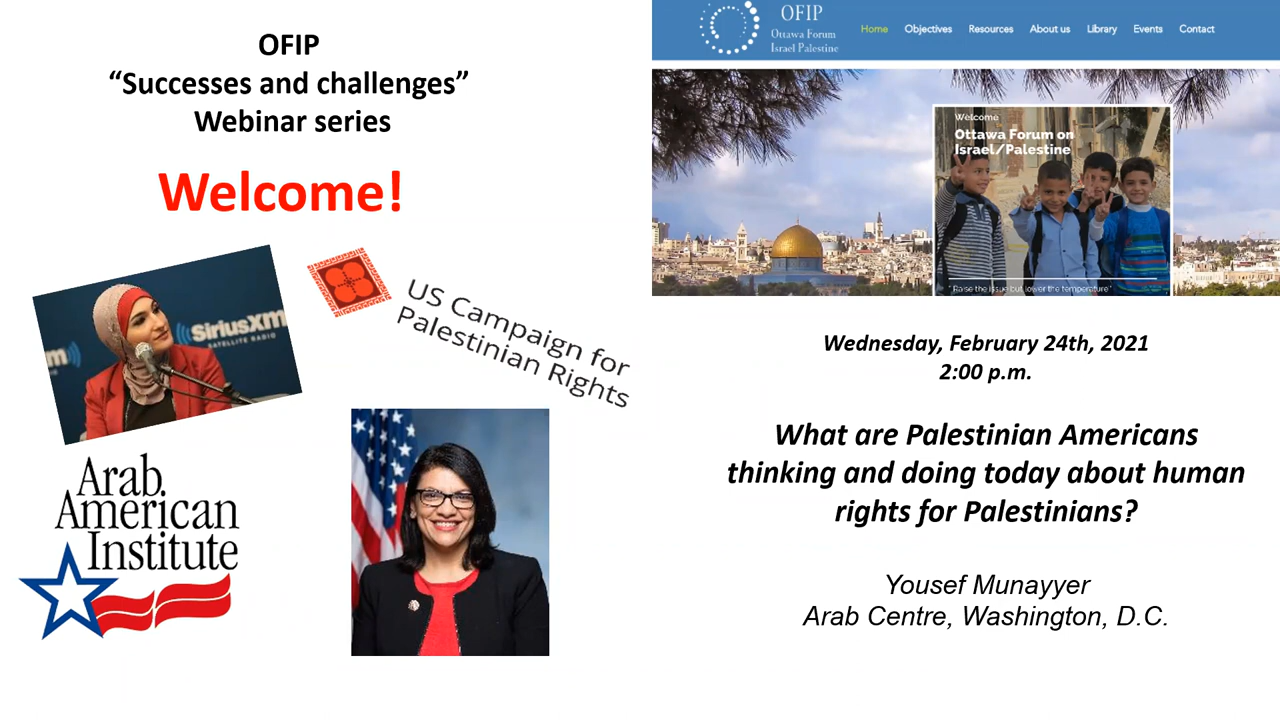 OFIP
“Successes and challenges”
Webinar series
Welcome!
SiriusXM
SATELLITE RADIO
US Campaign for
Palestinian Rights
Arab
American
Institute
OFIP
Ottawa Forum
Israel Palestine
Home Objectives Resources About us Library Events Contact
Welcome
Ottawa Forum on
Israel/Palestine
"Raise the issue but lower the temperature"
Wednesday, February 24th, 2021
2:00 p.m.
What are Palestinian Americans
thinking and doing today about human
rights for Palestinians?
Yousef Munayyer
Arab Centre, Washington, D.C.